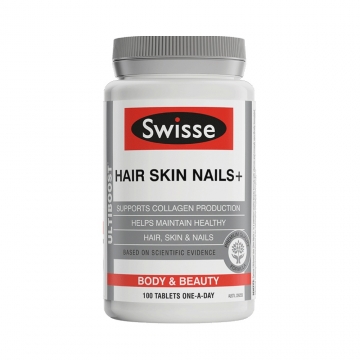 Swisse
ULTIBOOST
HAIR SKIN NAILS+
SUPPORTS COLLAGEN PRODUCTION
HELPS MAINTAIN HEALTHY
HAIR, SKIN & NAILS
BASED ON SCIENTIFIC EVIDENCE
BODY & BEAUTY
100 TABLETS ONE-A-DAY